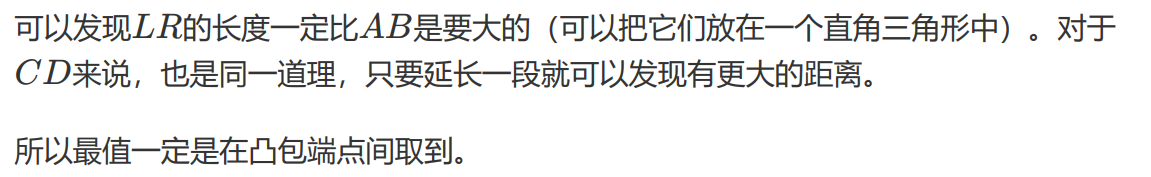 可以发现LR的长度一定比AB是要大的（可以把它们放在一个直角三角形中）。对于
CD来说，也是同一道理，只要延长一段就可以发现有更大的距离。
所以最值一定是在凸包端点间取到。